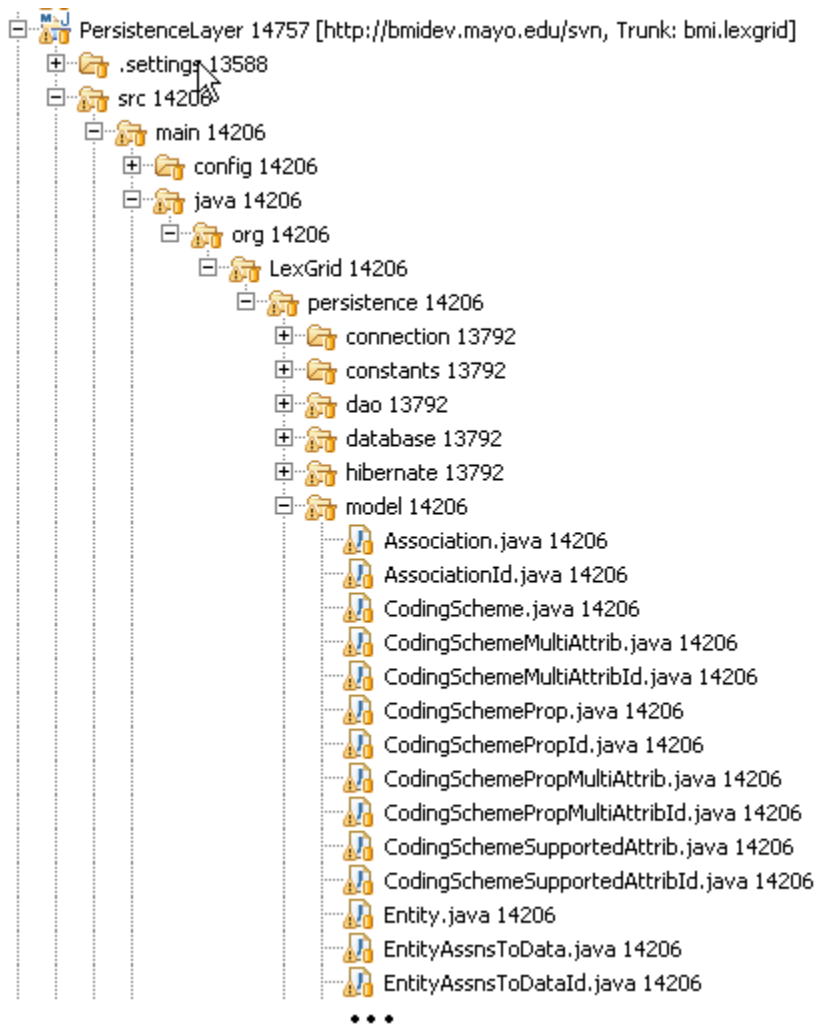 PersistenceLayer 14757 [http://bmidev.mayo.edu/svn, Trunk: bmi.lexgrid]
.settings 13588
src 14206
main 14206
config 14206
java 14206
org 14206
LexGrid 14206
persistence 14206
connection 13792
constants 13792
dao 13792
database 13792
hibernate 13792
model 14206
Association.java 14206
AssociationId.java 14206
CodingScheme.java 14206
CodingSchemeMultiAttrib.java 14206
CodingSchemeMultiAttribId.java 14206
CodingSchemeProp.java 14206
CodingSchemePropId.java 14206
CodingSchemePropMultiAttrib.java 14206
CodingSchemePropMultiAttribId.java 14206
CodingSchemeSupportedAttrib.java 14206
CodingSchemeSupportedAttribId.java 14206
Entity.java 14206
EntityAssnsToData.java 14206
EntityAssnsToDataId.java 14206
•••